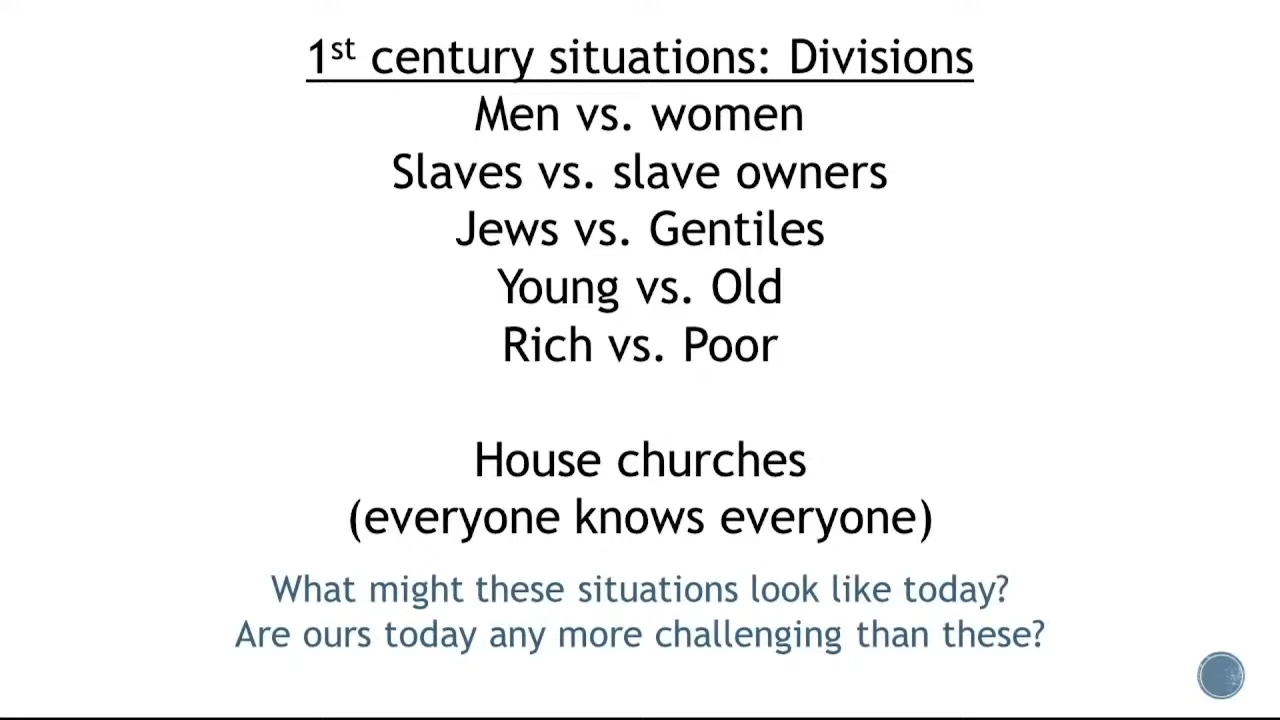 1st century situations: Divisions
Men vs. women
Slaves vs. slave owners
Jews vs. Gentiles
Young vs. Old
Rich vs. Poor
House churches
(everyone knows everyone)
What might these situations look like today?
Are ours today any more challenging than these?